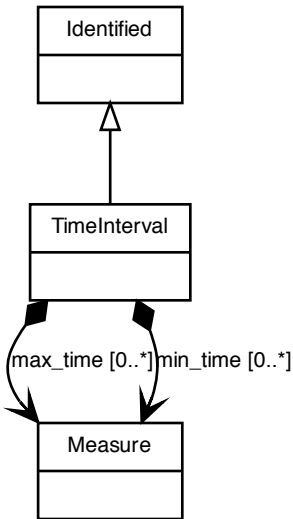 Identified
TimeInterval
max_time [0..*]
min_time [0..*]
Measure